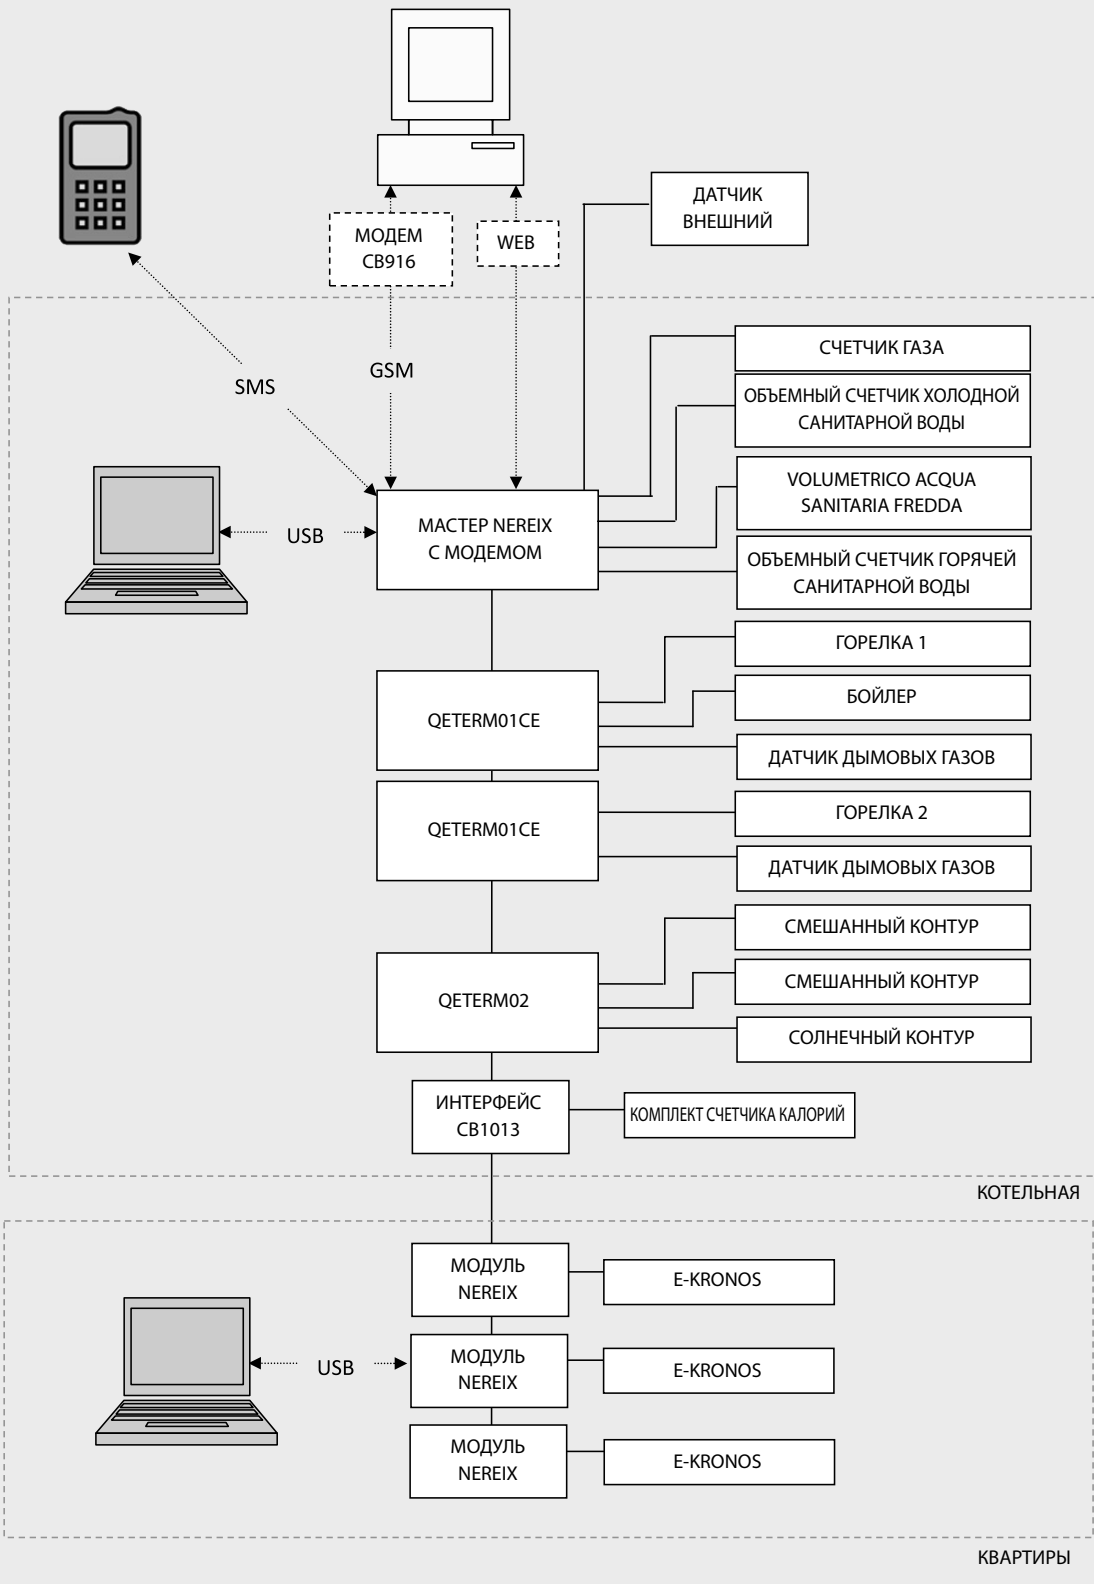 МОДЕМ
СВ916
WEB
ДАТЧИК
ВНЕШНИЙ
SMS
GSM
СЧЕТЧИК ГАЗА
ОБЪЕМНЫЙ СЧЕТЧИК ХОЛОДНОЙ
САНИТАРНОЙ ВОДЫ
VOLUMETRICO ACQUA
SANITARIA FREDDA
USB
МАСТЕР NEREIX
С МОДЕМОМ
ОБЪЕМНЫЙ СЧЕТЧИК ГОРЯЧЕЙ
САНИТАРНОЙ ВОДЫ
ГОРЕЛКА 1
QETERM01CE
БОЙЛЕР
ДАТЧИК ДЫМОВЫХ ГАЗОВ
QETERM01CE
ГОРЕЛКА 2
ДАТЧИК ДЫМОВЫХ ГАЗОВ
СМЕШАННЫЙ КОНТУР
QETERM02
СМЕШАННЫЙ КОНТУР
СОЛНЕЧНЫЙ КОНТУР
ИНТЕРФЕЙС
СВ1013
КОМПЛЕКТ СЧЕТЧИКА КАЛОРИЙ
КОТЕЛЬНАЯ
МОДУЛЬ
NEREIX
E-KRONOS
USB
МОДУЛЬ
NEREIX
E-KRONOS
МОДУЛЬ
NEREIX
E-KRONOS
КВАРТИРЫ